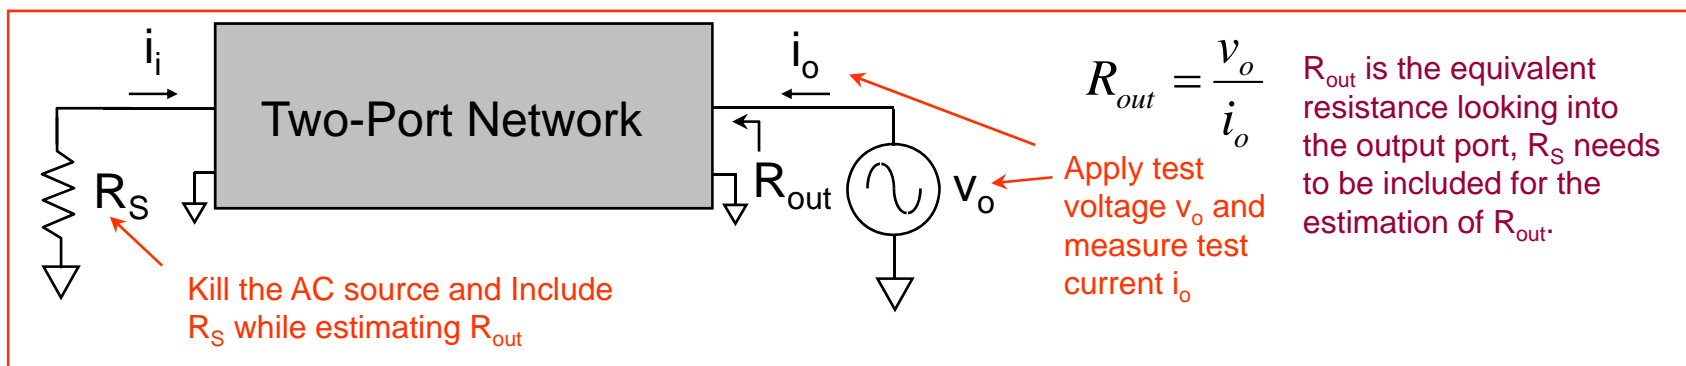 i_i
Two-Port Network
i_o
R_out = v_o / i_o
R_out is the equivalent
resistance looking into
the output port, R_S needs
to be included for the
estimation of R_out.
R_S
R_out
v_o
Apply test
voltage v_o and
measure test
current i_o
Kill the AC source and Include
R_S while estimating R_out